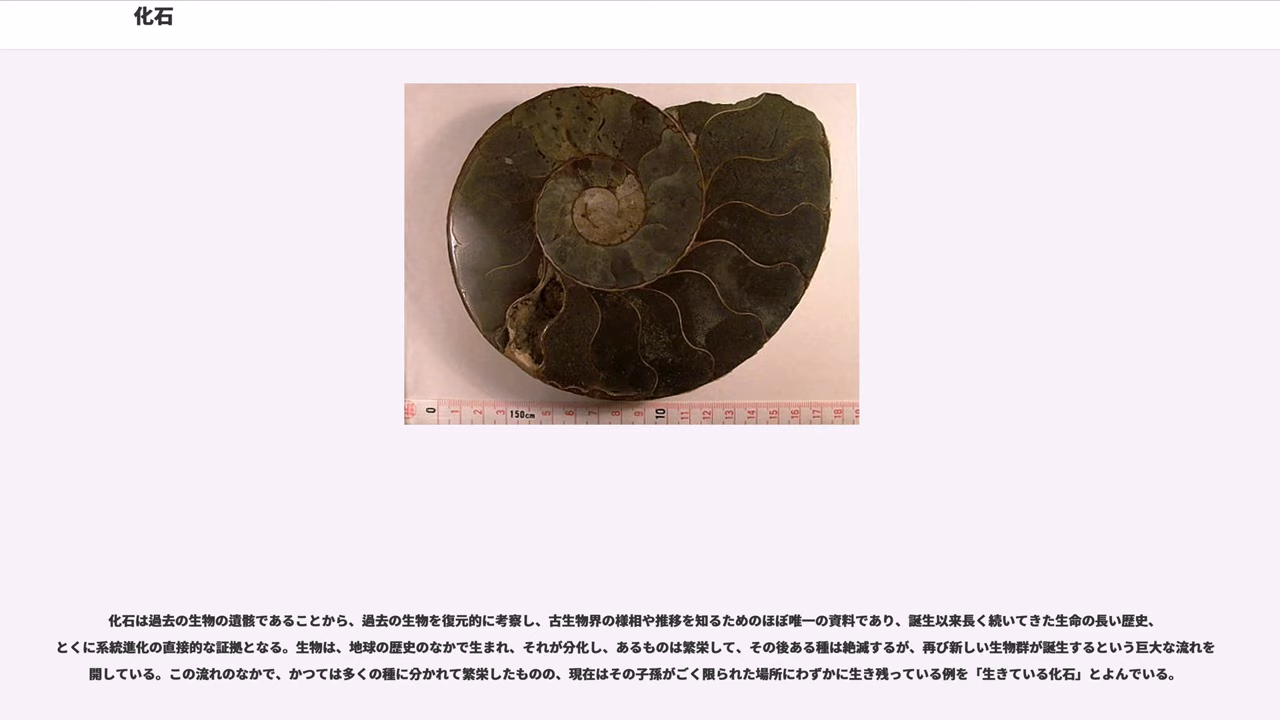 化石
0 1 2 3 150cm 5 6 7 8 9 10 11 12 13 14 15 16 17 18 19
化石は過去の生物の遺骸であることから、過去の生物を復元的に考察し、古生物界の様相や推移を知るためのほぼ唯一の資料であり、誕生以来長く続いてきた生命の長い歴史、
とくに系統進化の直接的な証拠となる。生物は、地球の歴史のなかで生まれ、それが分化し、あるものは繁栄して、その後ある種は絶滅するが、再び新しい生物群が誕生するという巨大な流れを
開している。この流れのなかで、かつては多くの種に分かれて繁栄したものの、現在はその子孫がごく限られた場所にわずかに生き残っている例を「生きている化石」とよんでいる。